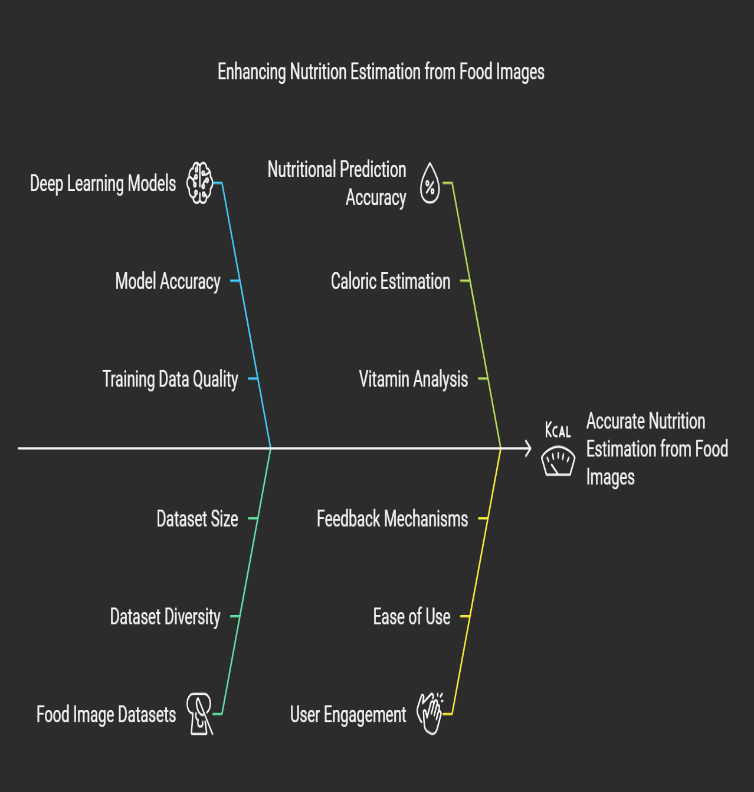 Enhancing Nutrition Estimation from Food Images
Deep Learning Models
Nutritional Prediction
Accuracy
%
Model Accuracy
Caloric Estimation
Training Data Quality
Vitamin Analysis
KCAL
Accurate Nutrition
Estimation from Food
Images
Dataset Size
Feedback Mechanisms
Dataset Diversity
Ease of Use
Food Image Datasets
User Engagement